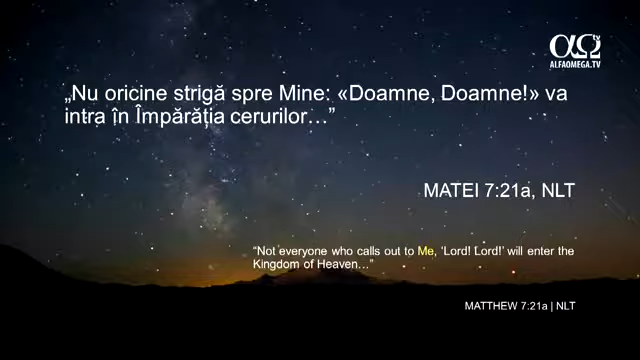 ΑΩtv
ALFAOMEGA.TV
„Nu oricine strigă spre Mine: «Doamne, Doamne!» va
intra în Împărăția cerurilor…”
MATEI 7:21a, NLT
“Not everyone who calls out to Me, ‘Lord! Lord!’ will enter the
Kingdom of Heaven…”
MATTHEW 7:21a | NLT